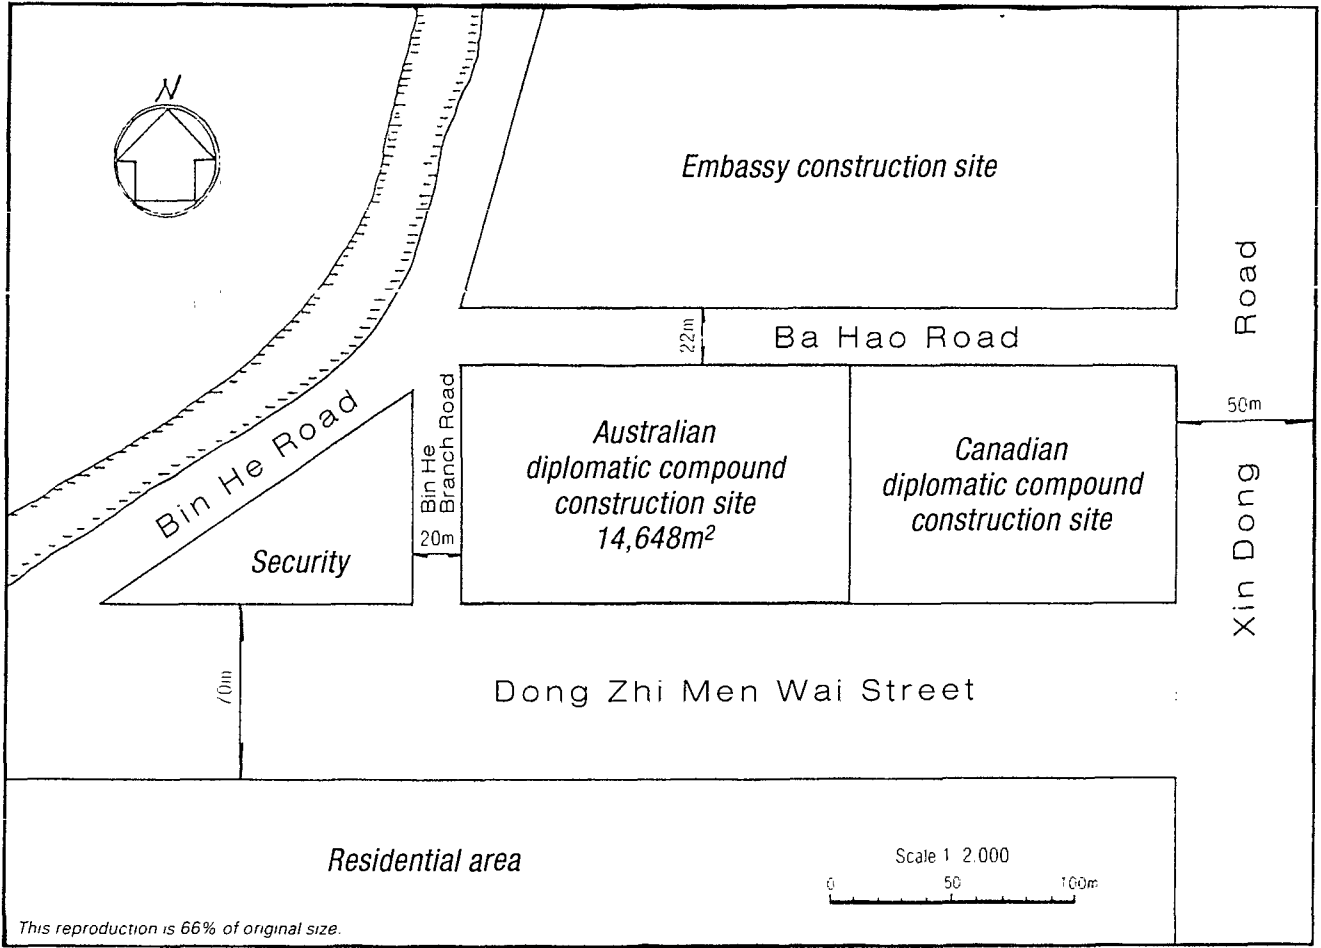 N
Embassy construction site
Road
22m
Ba Hao Road
50m
Bin He Road
Bin He
Branch Road
20m
Australian
diplomatic compound
construction site
14,648m²
Canadian
diplomatic compound
construction site
Xin Dong
Security
70m
Dong Zhi Men Wai Street
Residential area
Scale 1 2.000
0 50 100m
This reproduction is 66% of original size.